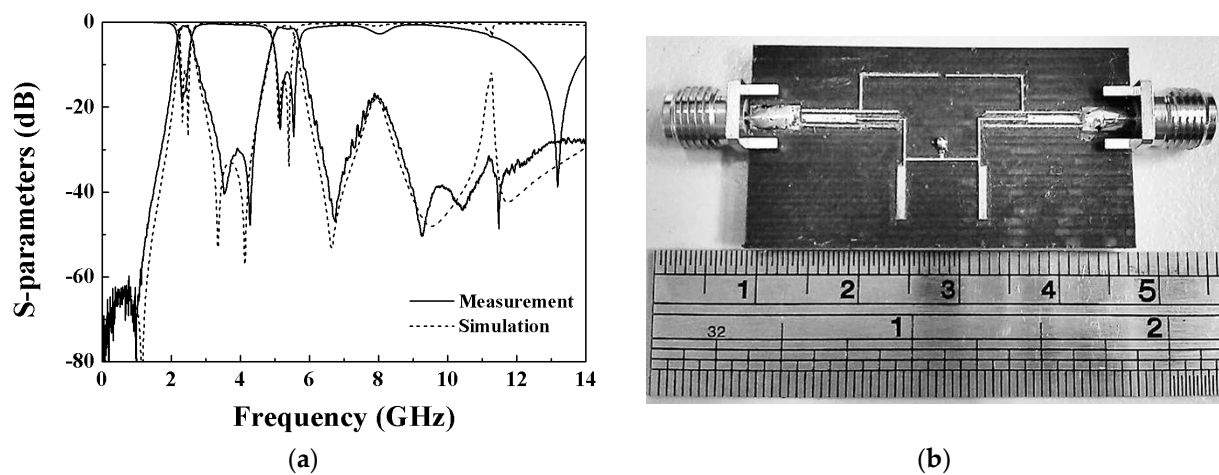 0
-20
-40
-60
-80
S-parameters (dB)
Measurement
Simulation
0 2 4 6 8 10 12 14
Frequency (GHz)
(a)
1 2 3 4 5
32 1 2
(b)